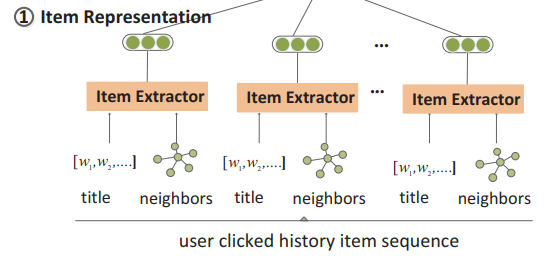 ① Item Representation
...
Item Extractor Item Extractor ... Item Extractor
[w1,w2,....] [w1,w2,....] [w1,w2,....]
title neighbors title neighbors title neighbors
user clicked history item sequence